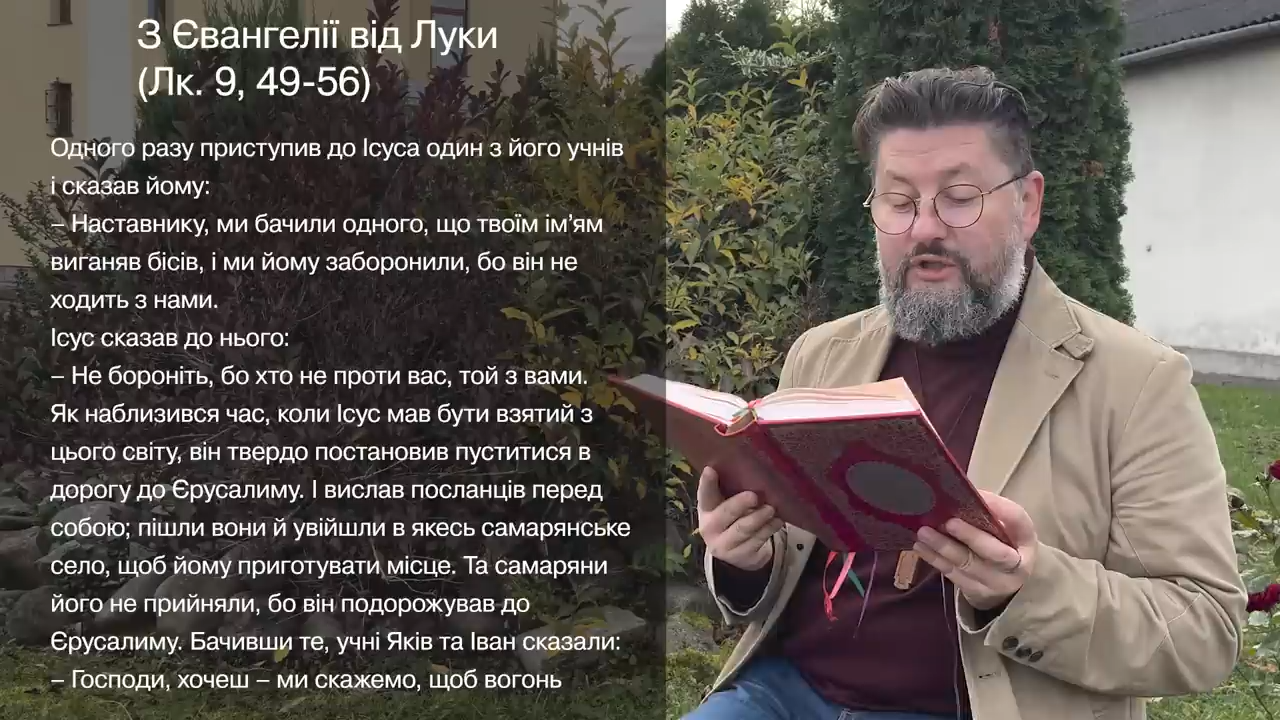 З Євангелії від Луки
(Лк. 9, 49-56)
Одного разу приступив до Ісуса один з його учнів
і сказав йому:
– Наставнику, ми бачили одного, що твоїм ім’ям
виганяв бісів, і ми йому заборонили, бо він не
ходить з нами.
Ісус сказав до нього:
– Не бороніть, бо хто не проти вас, той з вами.
Як наблизився час, коли Ісус мав бути взятий з
цього світу, він твердо постановив пуститися в
дорогу до Єрусалиму. І вислав посланців перед
собою; пішли вони й увійшли в якесь самарянське
село, щоб йому приготувати місце. Та самаряни
його не прийняли, бо він подорожував до
Єрусалиму. Бачивши те, учні Яків та Іван сказали:
– Господи, хочеш – ми скажемо, щоб вогонь